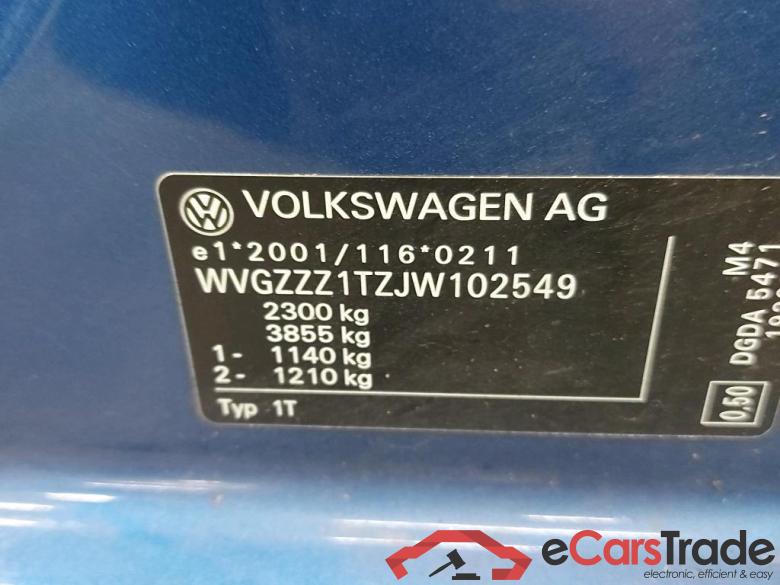 VOLKSWAGEN AG
e1*2001/116*0211
WVGZZZ1TZJW102549
2300 kg
3855 kg
1- 1140 kg
2- 1210 kg
Typ 1T
M4
DGDA 5471
0,50
eCarsTrade
electronic, efficient & easy